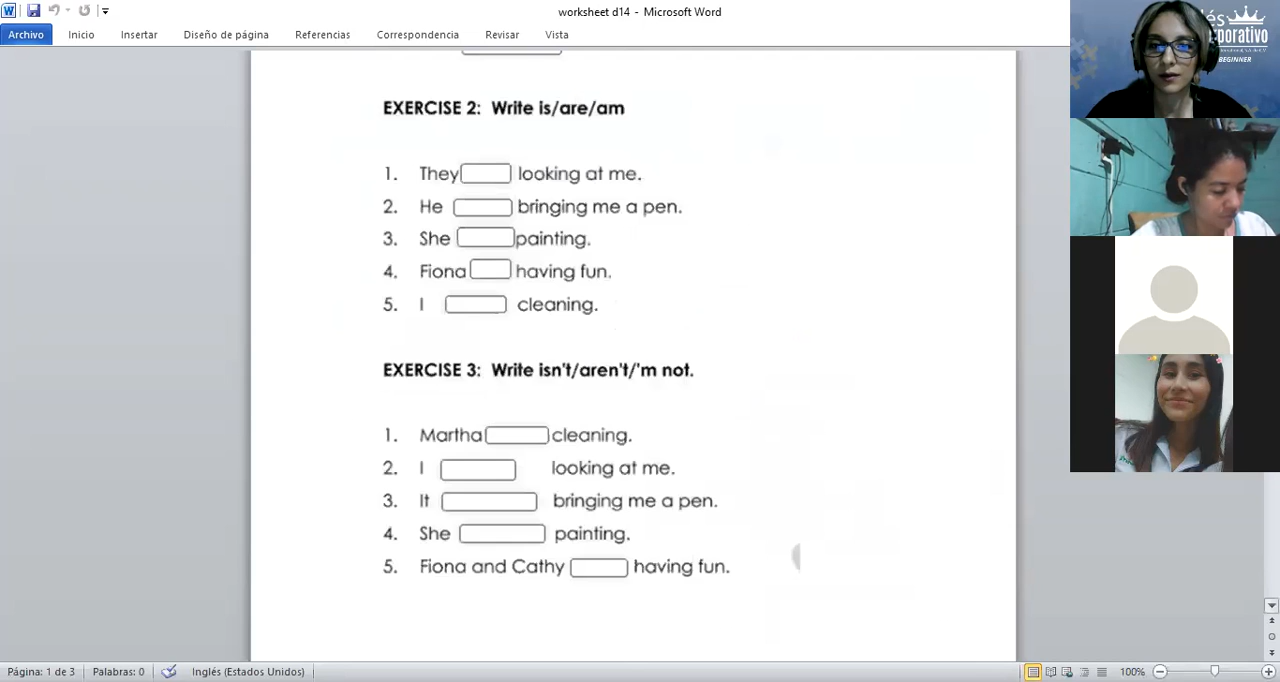 worksheet d14 - Microsoft Word
Archivo Inicio Insertar Diseño de página Referencias Correspondencia Revisar Vista
EXERCISE 2: Write is/are/am
1. They looking at me.
2. He bringing me a pen.
3. She painting.
4. Fiona having fun.
5. I cleaning.
EXERCISE 3: Write isn't/aren't/'m not.
1. Martha cleaning.
2. I looking at me.
3. It bringing me a pen.
4. She painting.
5. Fiona and Cathy having fun.
Página: 1 de 3 Palabras: 0 Inglés (Estados Unidos) 100%
BEGINNER